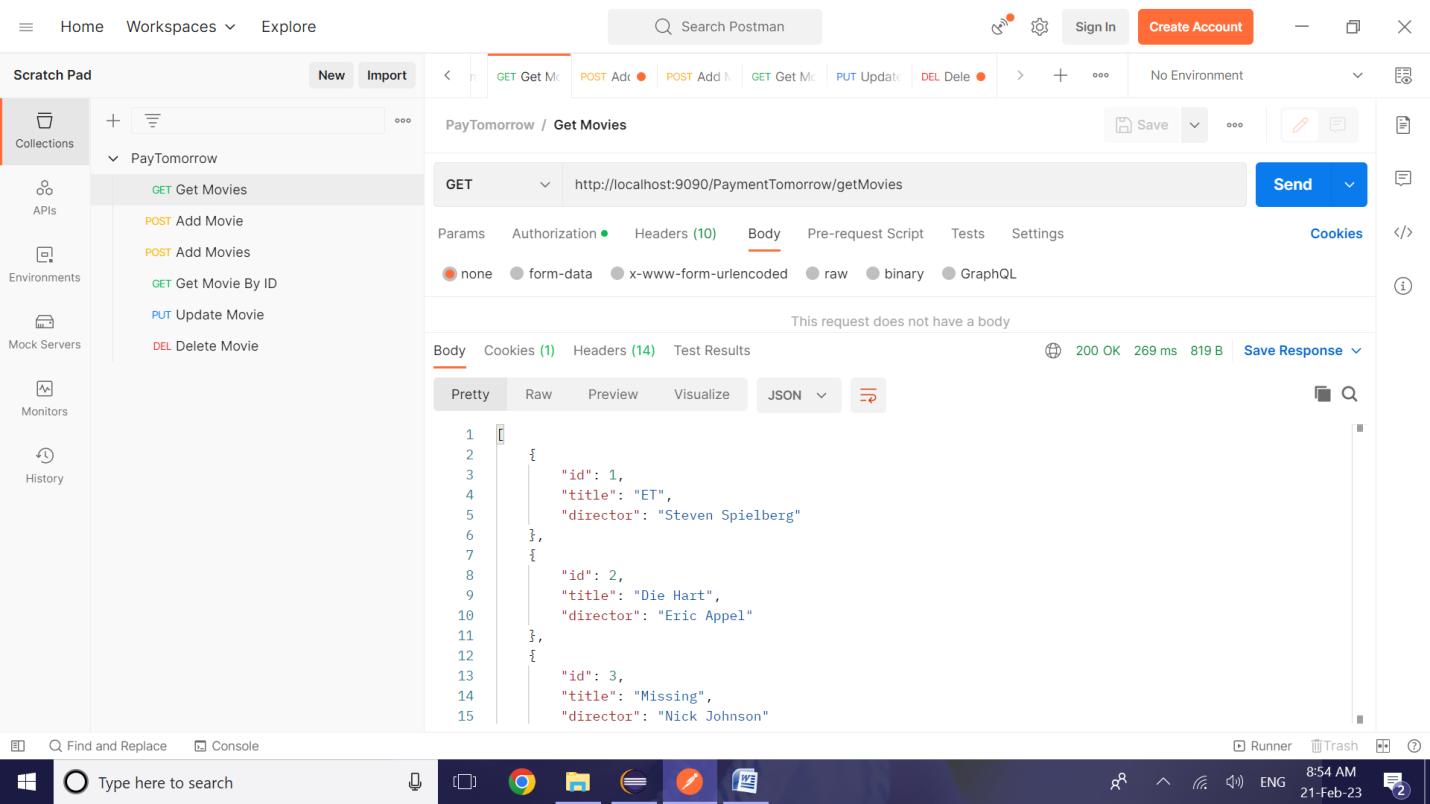 Home Workspaces Explore Search Postman Sign In Create Account
Scratch Pad New Import GET Get Mo POST Add POST Add M GET Get Mo PUT Update DEL Dele No Environment
Collections
APIs
Environments
Mock Servers
Monitors
History
PayTomorrow
GET Get Movies
POST Add Movie
POST Add Movies
GET Get Movie By ID
PUT Update Movie
DEL Delete Movie
PayTomorrow / Get Movies Save
GET http://localhost:9090/PaymentTomorrow/getMovies Send
Params Authorization Headers (10) Body Pre-request Script Tests Settings Cookies
none form-data x-www-form-urlencoded raw binary GraphQL
This request does not have a body
Body Cookies (1) Headers (14) Test Results 200 OK 269 ms 819 B Save Response
Pretty Raw Preview Visualize JSON
1 [
2 {
3 "id": 1,
4 "title": "ET",
5 "director": "Steven Spielberg"
6 },
7 {
8 "id": 2,
9 "title": "Die Hart",
10 "director": "Eric Appel"
11 },
12 {
13 "id": 3,
14 "title": "Missing",
15 "director": "Nick Johnson"
Find and Replace Console Runner Trash
Type here to search ENG 8:54 AM
21-Feb-23 2